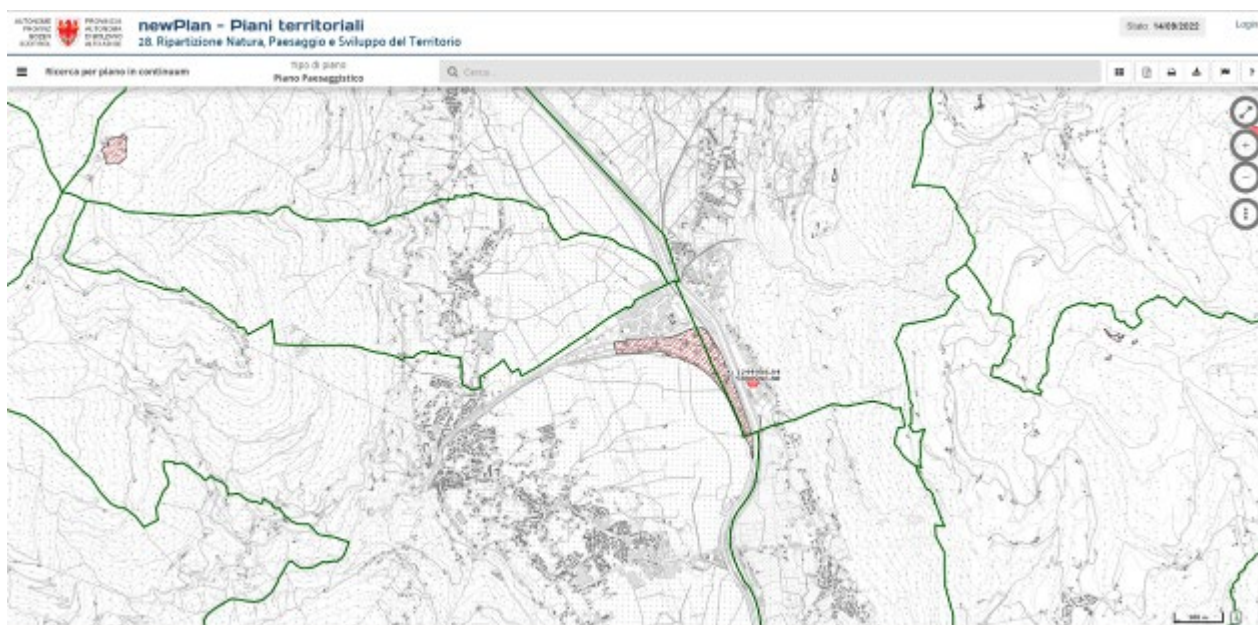 AUTONOME PROVINZ BOZEN SÜDTIROL
PROVINCIA AUTONOMA DI BOLZANO ALTO ADIGE
newPlan - Piani territoriali
28. Ripartizione Natura, Paesaggio e Sviluppo del Territorio
Stato: 14/09/2022
Login
Ricerca per piano in continuum
Tipo di piano
Piano Paesaggistico
Cerca...